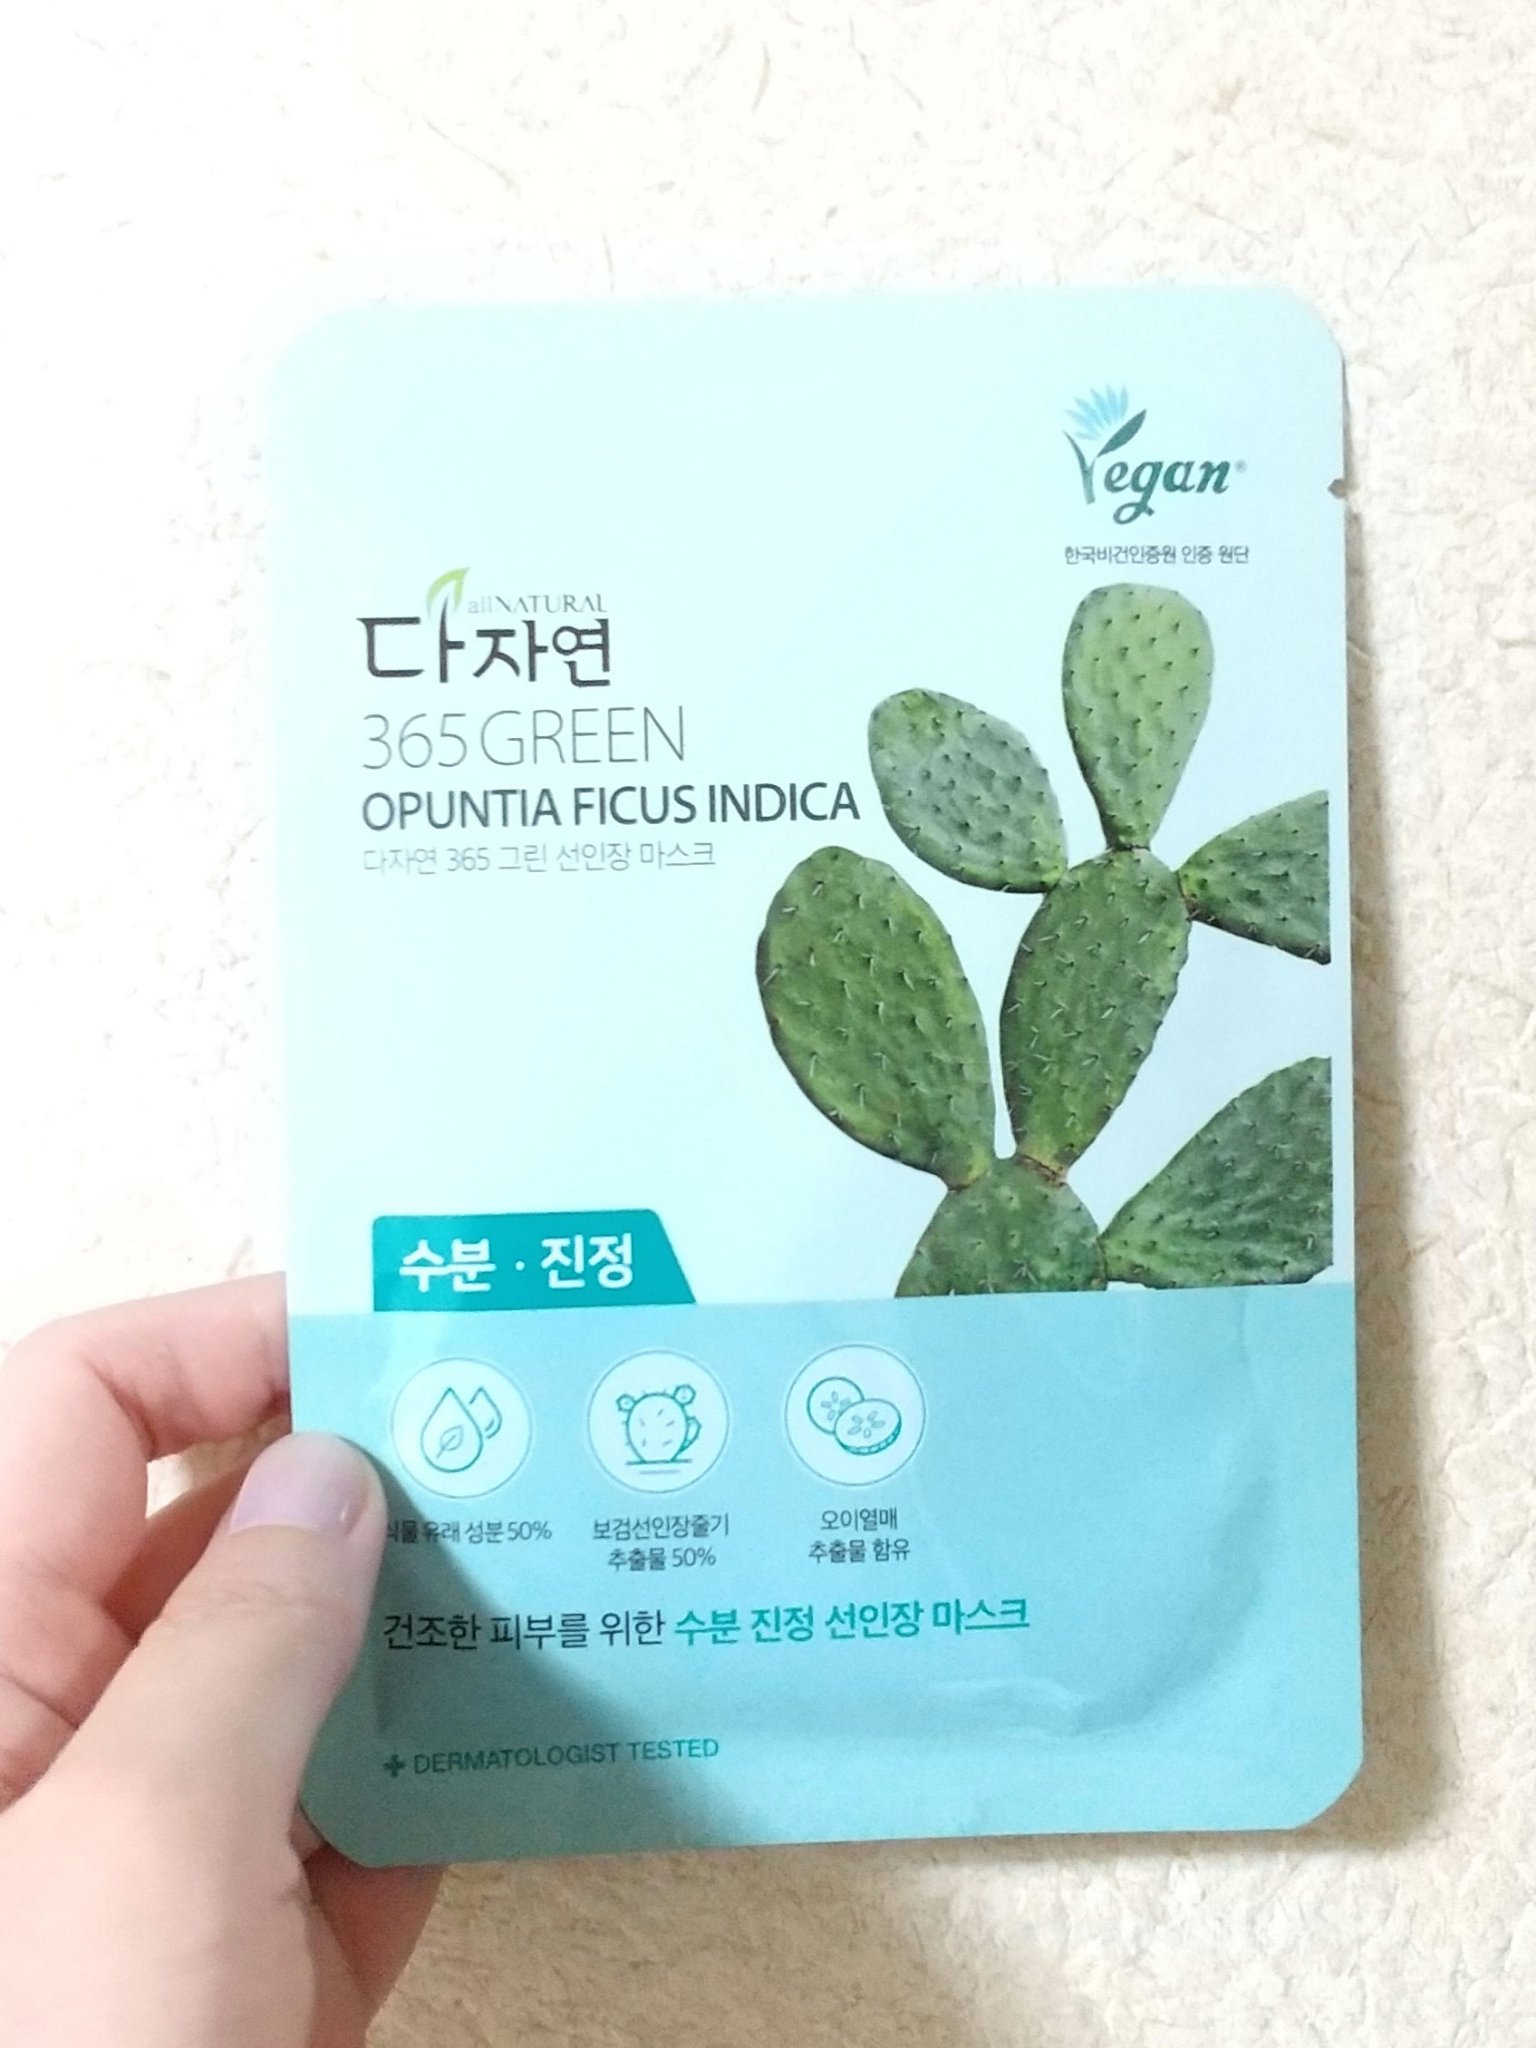 Vegan®
한국비건인증원 인증 원단
all NATURAL
다자연
365 GREEN
OPUNTIA FICUS INDICA
다자연 365 그린 선인장 마스크
수분 · 진정
식물 유래 성분 50%
보검선인장줄기
추출물 50%
오이열매
추출물 함유
건조한 피부를 위한 수분 진정 선인장 마스크
DERMATOLOGIST TESTED